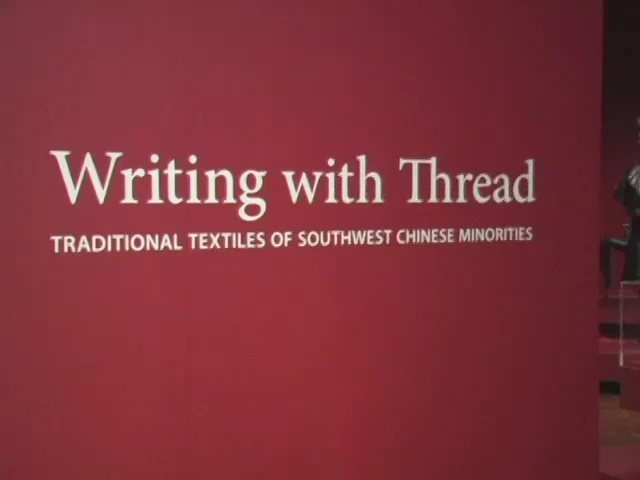 Writing with Thread
TRADITIONAL TEXTILES OF SOUTHWEST CHINESE MINORITIES